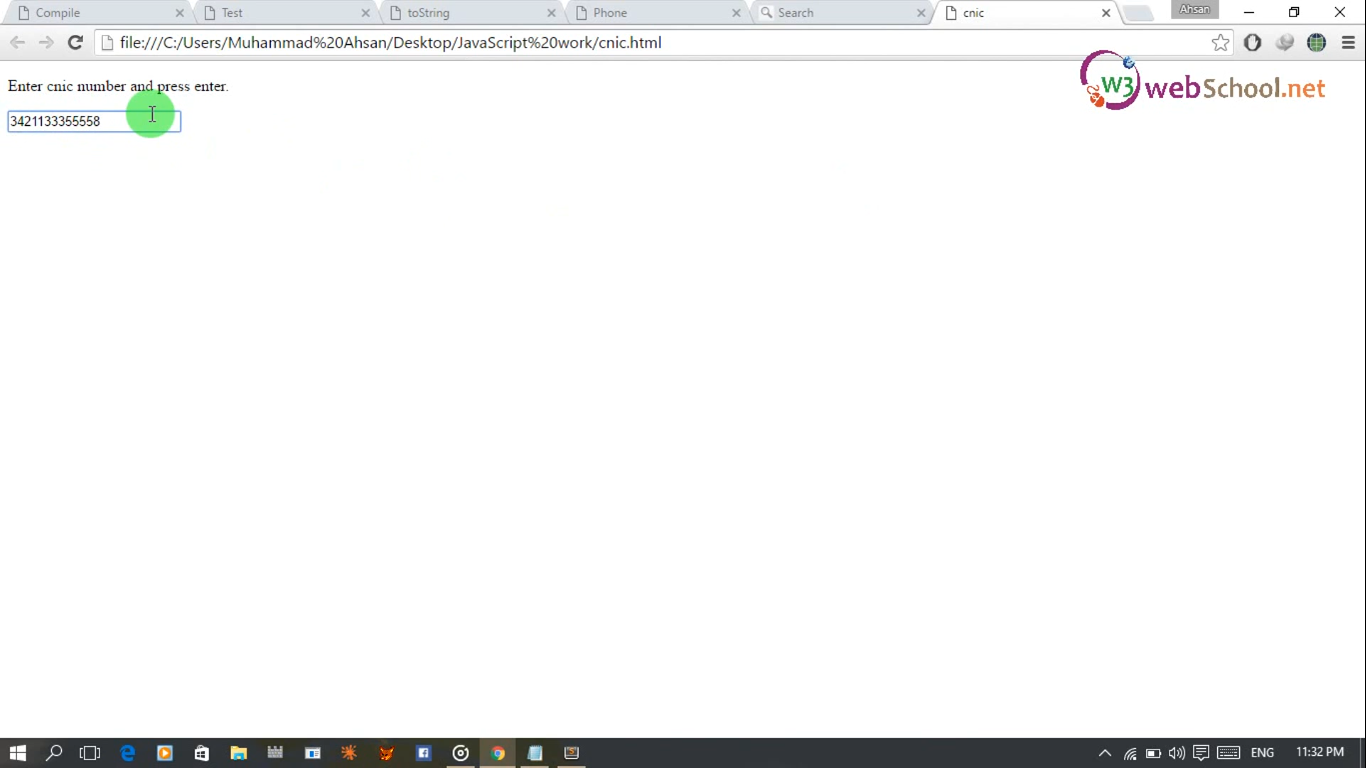 Compile
Test
toString
Phone
Search
cnic
Ahsan
file:///C:/Users/Muhammad%20Ahsan/Desktop/JavaScript%20work/cnic.html
W3 webSchool.net
Enter cnic number and press enter.
3421133355558
ENG
11:32 PM